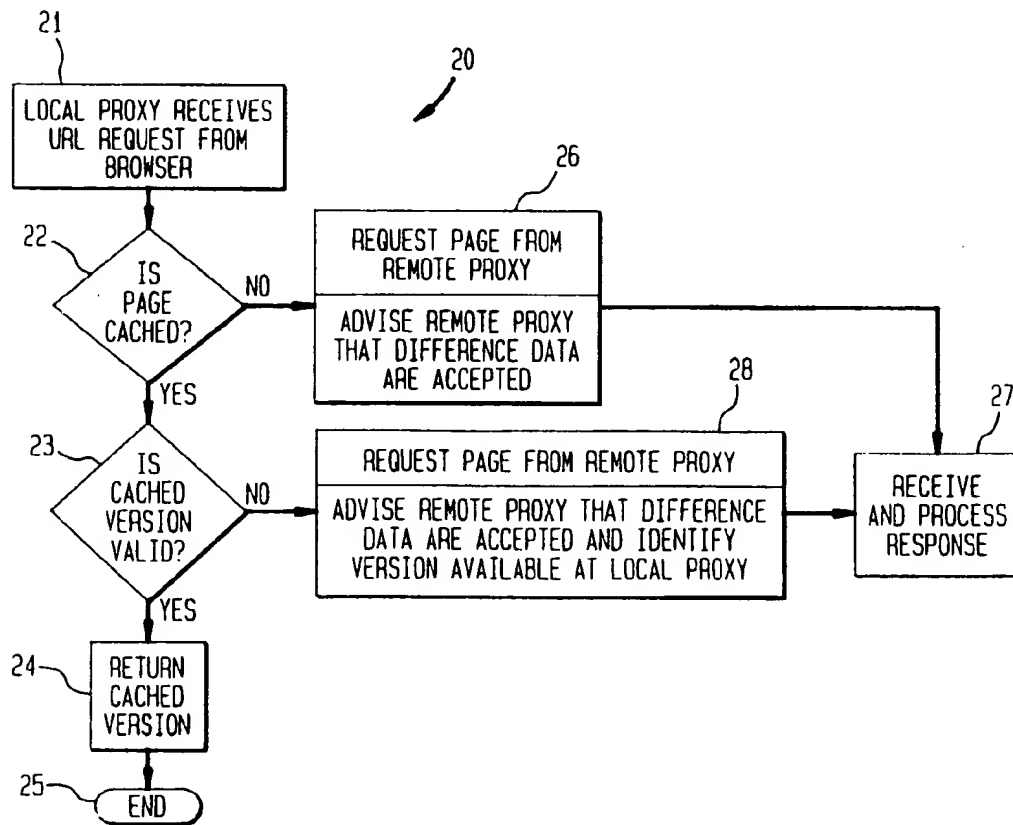 21
20
LOCAL PROXY RECEIVES
URL REQUEST FROM
BROWSER
26
22
IS
PAGE
CACHED?
NO
YES
REQUEST PAGE FROM
REMOTE PROXY
ADVISE REMOTE PROXY
THAT DIFFERENCE DATA
ARE ACCEPTED
28
27
23
IS
CACHED
VERSION
VALID?
NO
YES
REQUEST PAGE FROM REMOTE PROXY
ADVISE REMOTE PROXY THAT DIFFERENCE
DATA ARE ACCEPTED AND IDENTIFY
VERSION AVAILABLE AT LOCAL PROXY
RECEIVE
AND PROCESS
RESPONSE
24
RETURN
CACHED
VERSION
25
END